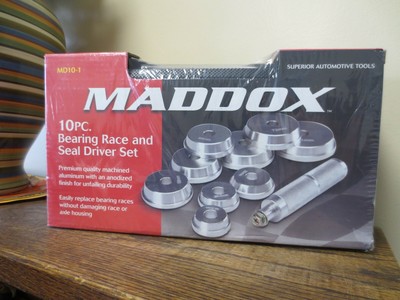 MD10-1
SUPERIOR AUTOMOTIVE TOOLS
MADDOX
10PC.
Bearing Race and
Seal Driver Set
Premium quality machined
aluminum with an anodized
finish for unfailing durability
Easily replace bearing races
without damaging race or
axle housing